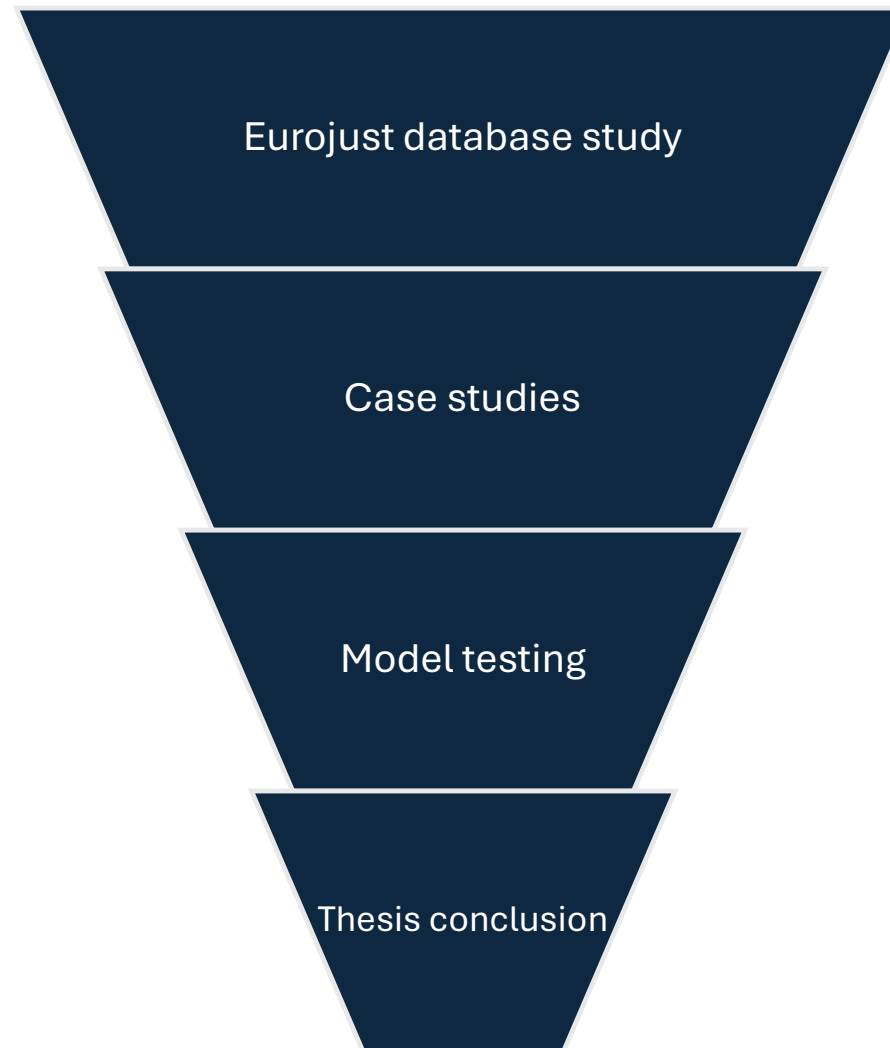 Eurojust database study
Case studies
Model testing
Thesis conclusion